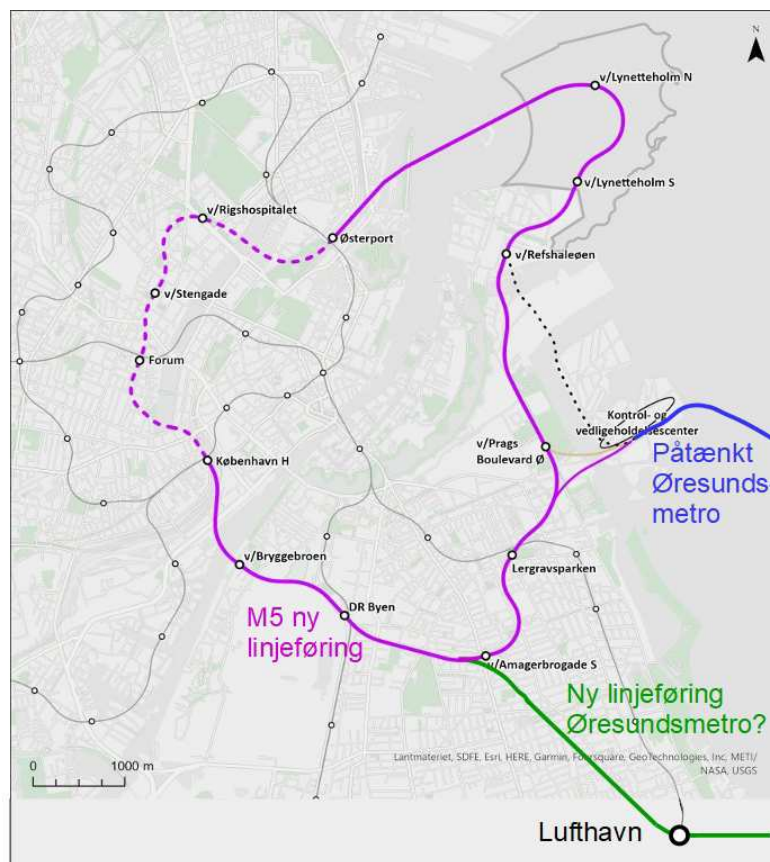 N
v/Lynetteholm N
v/Lynetteholm S
v/Rigshospitalet
Østerport
v/Refshaleøen
v/Stengade
Forum
Kontrol- og
vedligeholdelsescenter
v/Prags
Boulevard Ø
København H
Påtænkt
Øresunds-
metro
v/Bryggebroen
Lergravsparken
DR Byen
M5 ny
linjeføring
v/Amagerbrogade S
Ny linjeføring
Øresundsmetro?
0 1000 m
Lantmateriet, SDFE, Esri, HERE, Garmin, Foursquare, GeoTechnologies, Inc, METI/
NASA, USGS
Lufthavn